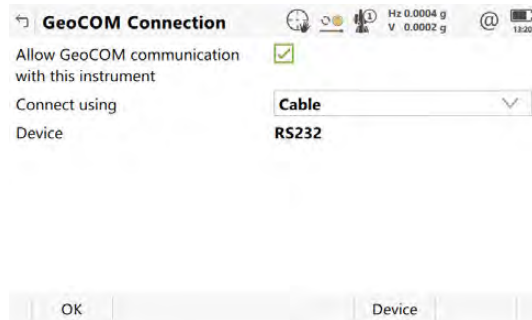 GeoCOM Connection
1
Hz 0.0004 g
V 0.0002 g
@
13:20
Allow GeoCOM communication
with this instrument
Connect using
Cable
Device
RS232
OK
Device